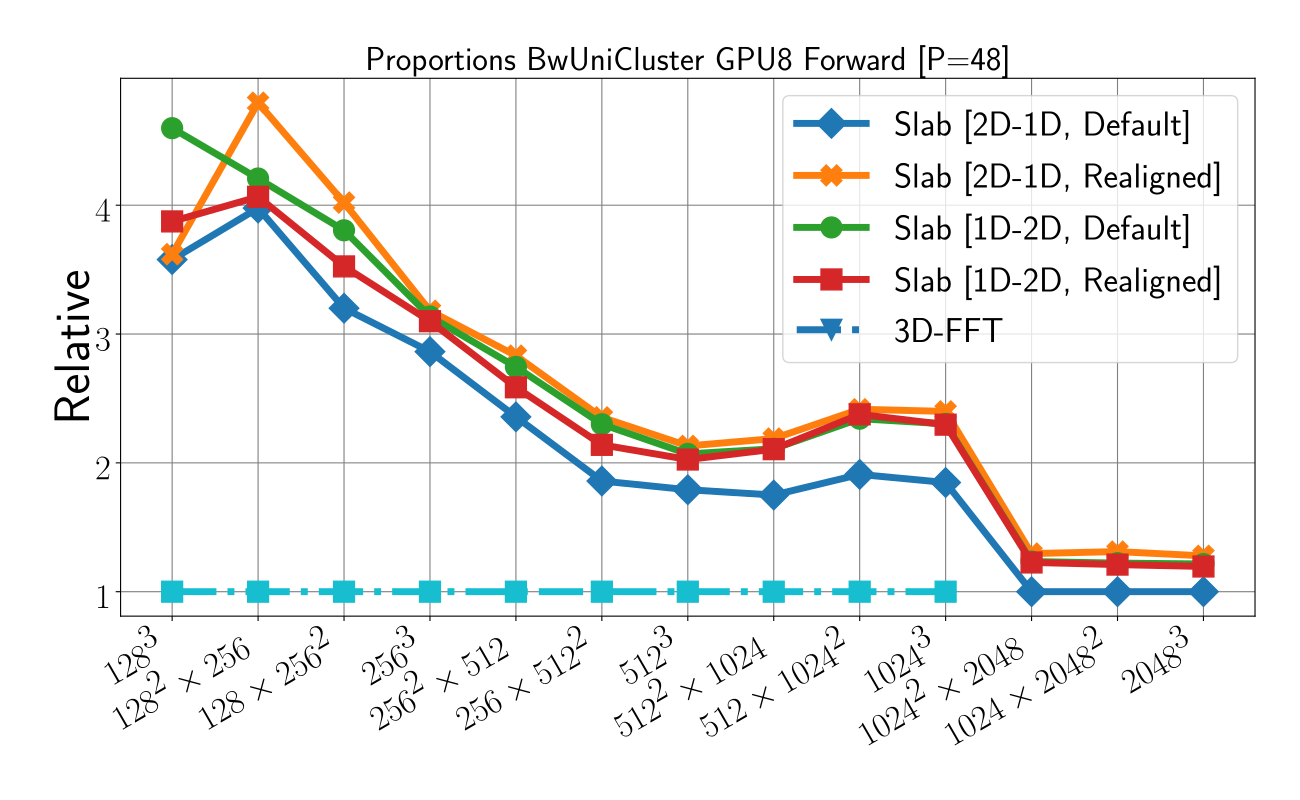 Proportions BwUniCluster GPU8 Forward [P=48]
Relative
4
3
2
1
Slab [2D-1D, Default]
Slab [2D-1D, Realigned]
Slab [1D-2D, Default]
Slab [1D-2D, Realigned]
3D-FFT
128³
128² × 256
128 × 256²
256³
256² × 512
256 × 512²
512³
512² × 1024
512 × 1024²
1024³
1024² × 2048
1024 × 2048²
2048³